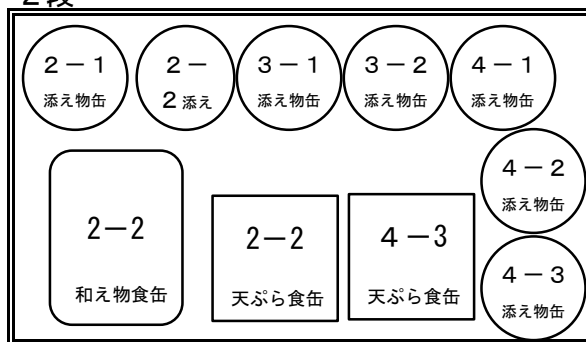 ２段
２－１
添え物缶
２－
２添え
３－１
添え物缶
３－２
添え物缶
４－１
添え物缶
４－２
添え物缶
2－2
和え物食缶
2－2
天ぷら食缶
４－3
天ぷら食缶
４－３
添え物缶